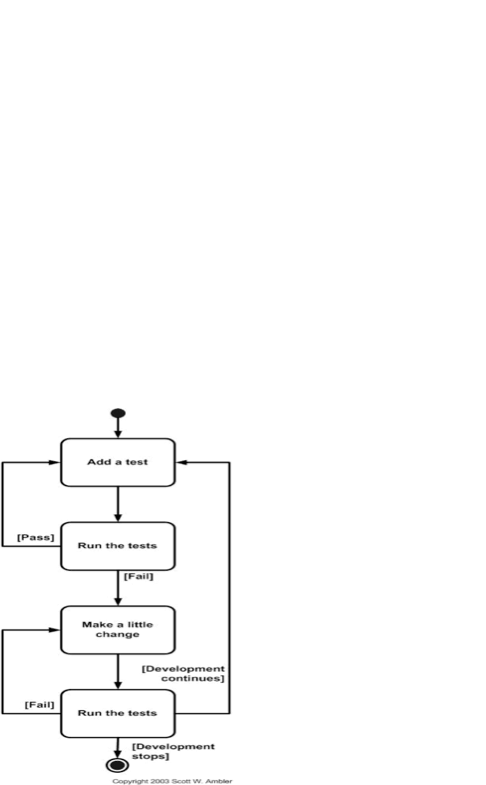 Add a test
[Pass]
Run the tests
[Fail]
Make a little
change
[Development
continues]
[Fail]
Run the tests
[Development
stops]
Copyright 2003 Scott W. Ambler